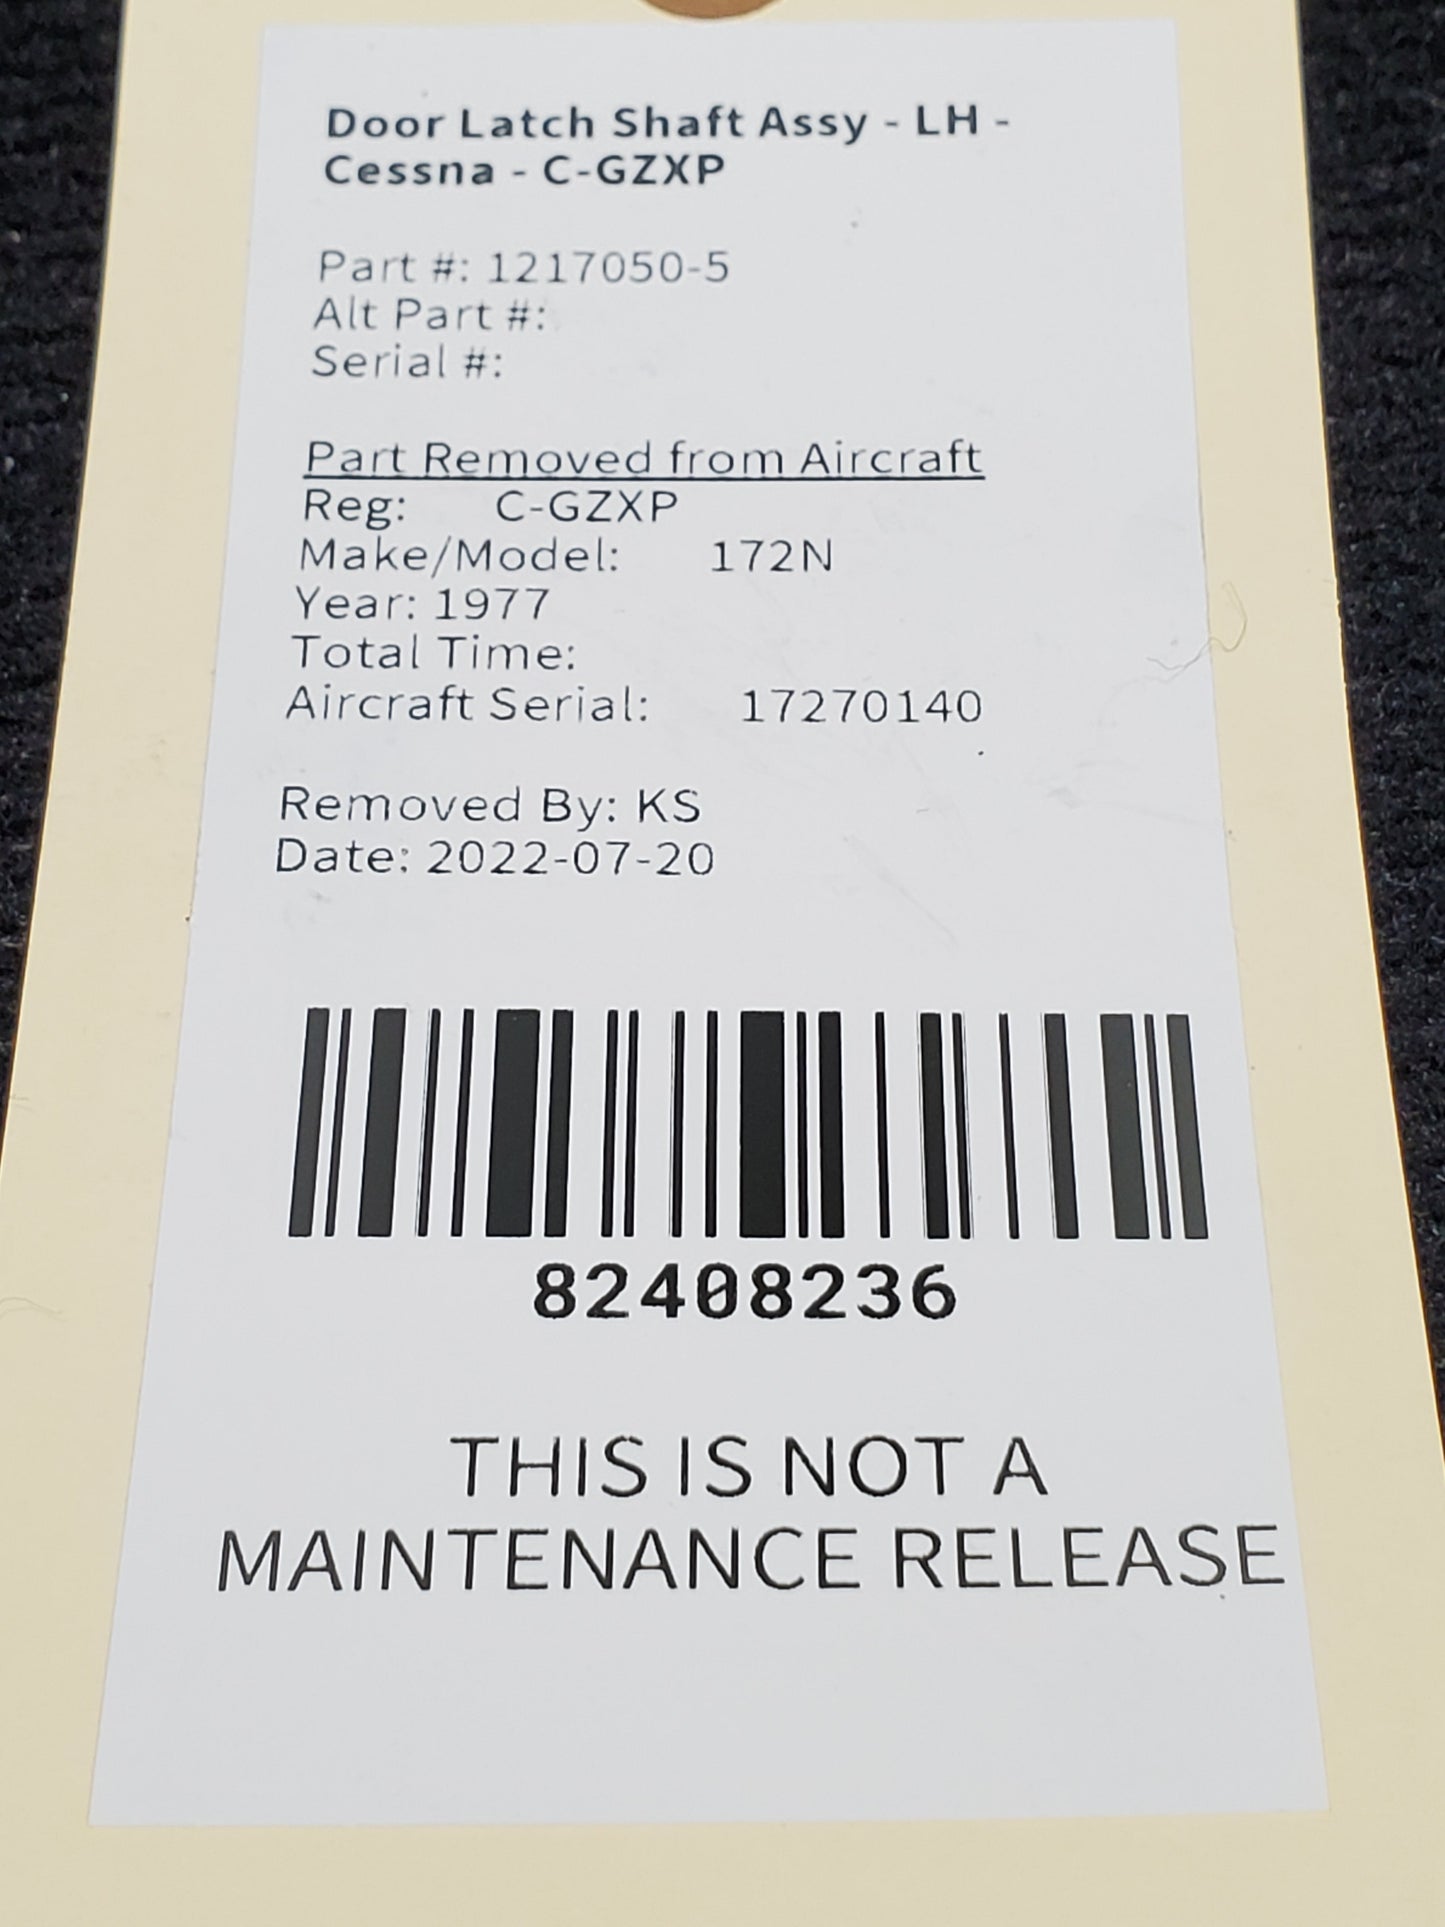 Door Latch Shaft Assy - LH -
Cessna - C-GZXP
Part #: 1217050-5
Alt Part #:
Serial #:
Part Removed from Aircraft
Reg: C-GZXP
Make/Model: 172N
Year: 1977
Total Time:
Aircraft Serial: 17270140
Removed By: KS
Date: 2022-07-20
82408236
THIS IS NOT A
MAINTENANCE RELEASE